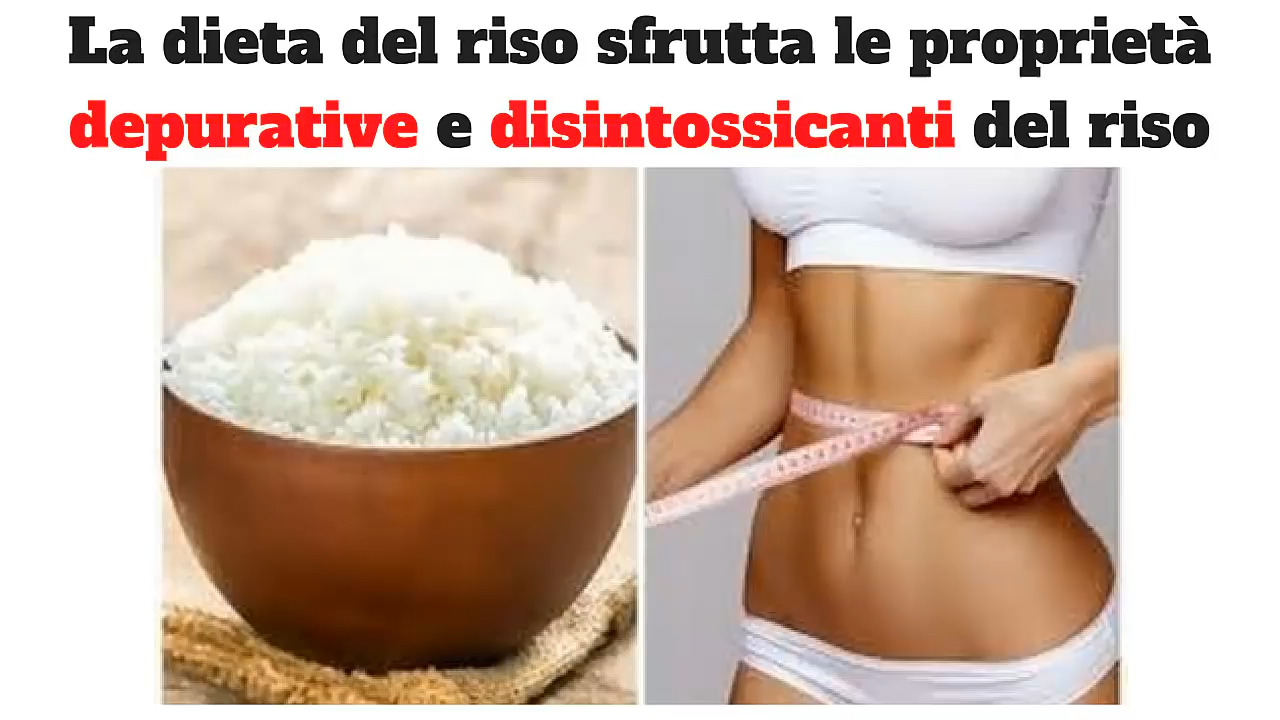 La dieta del riso sfrutta le proprietà
depurative e disintossicanti del riso